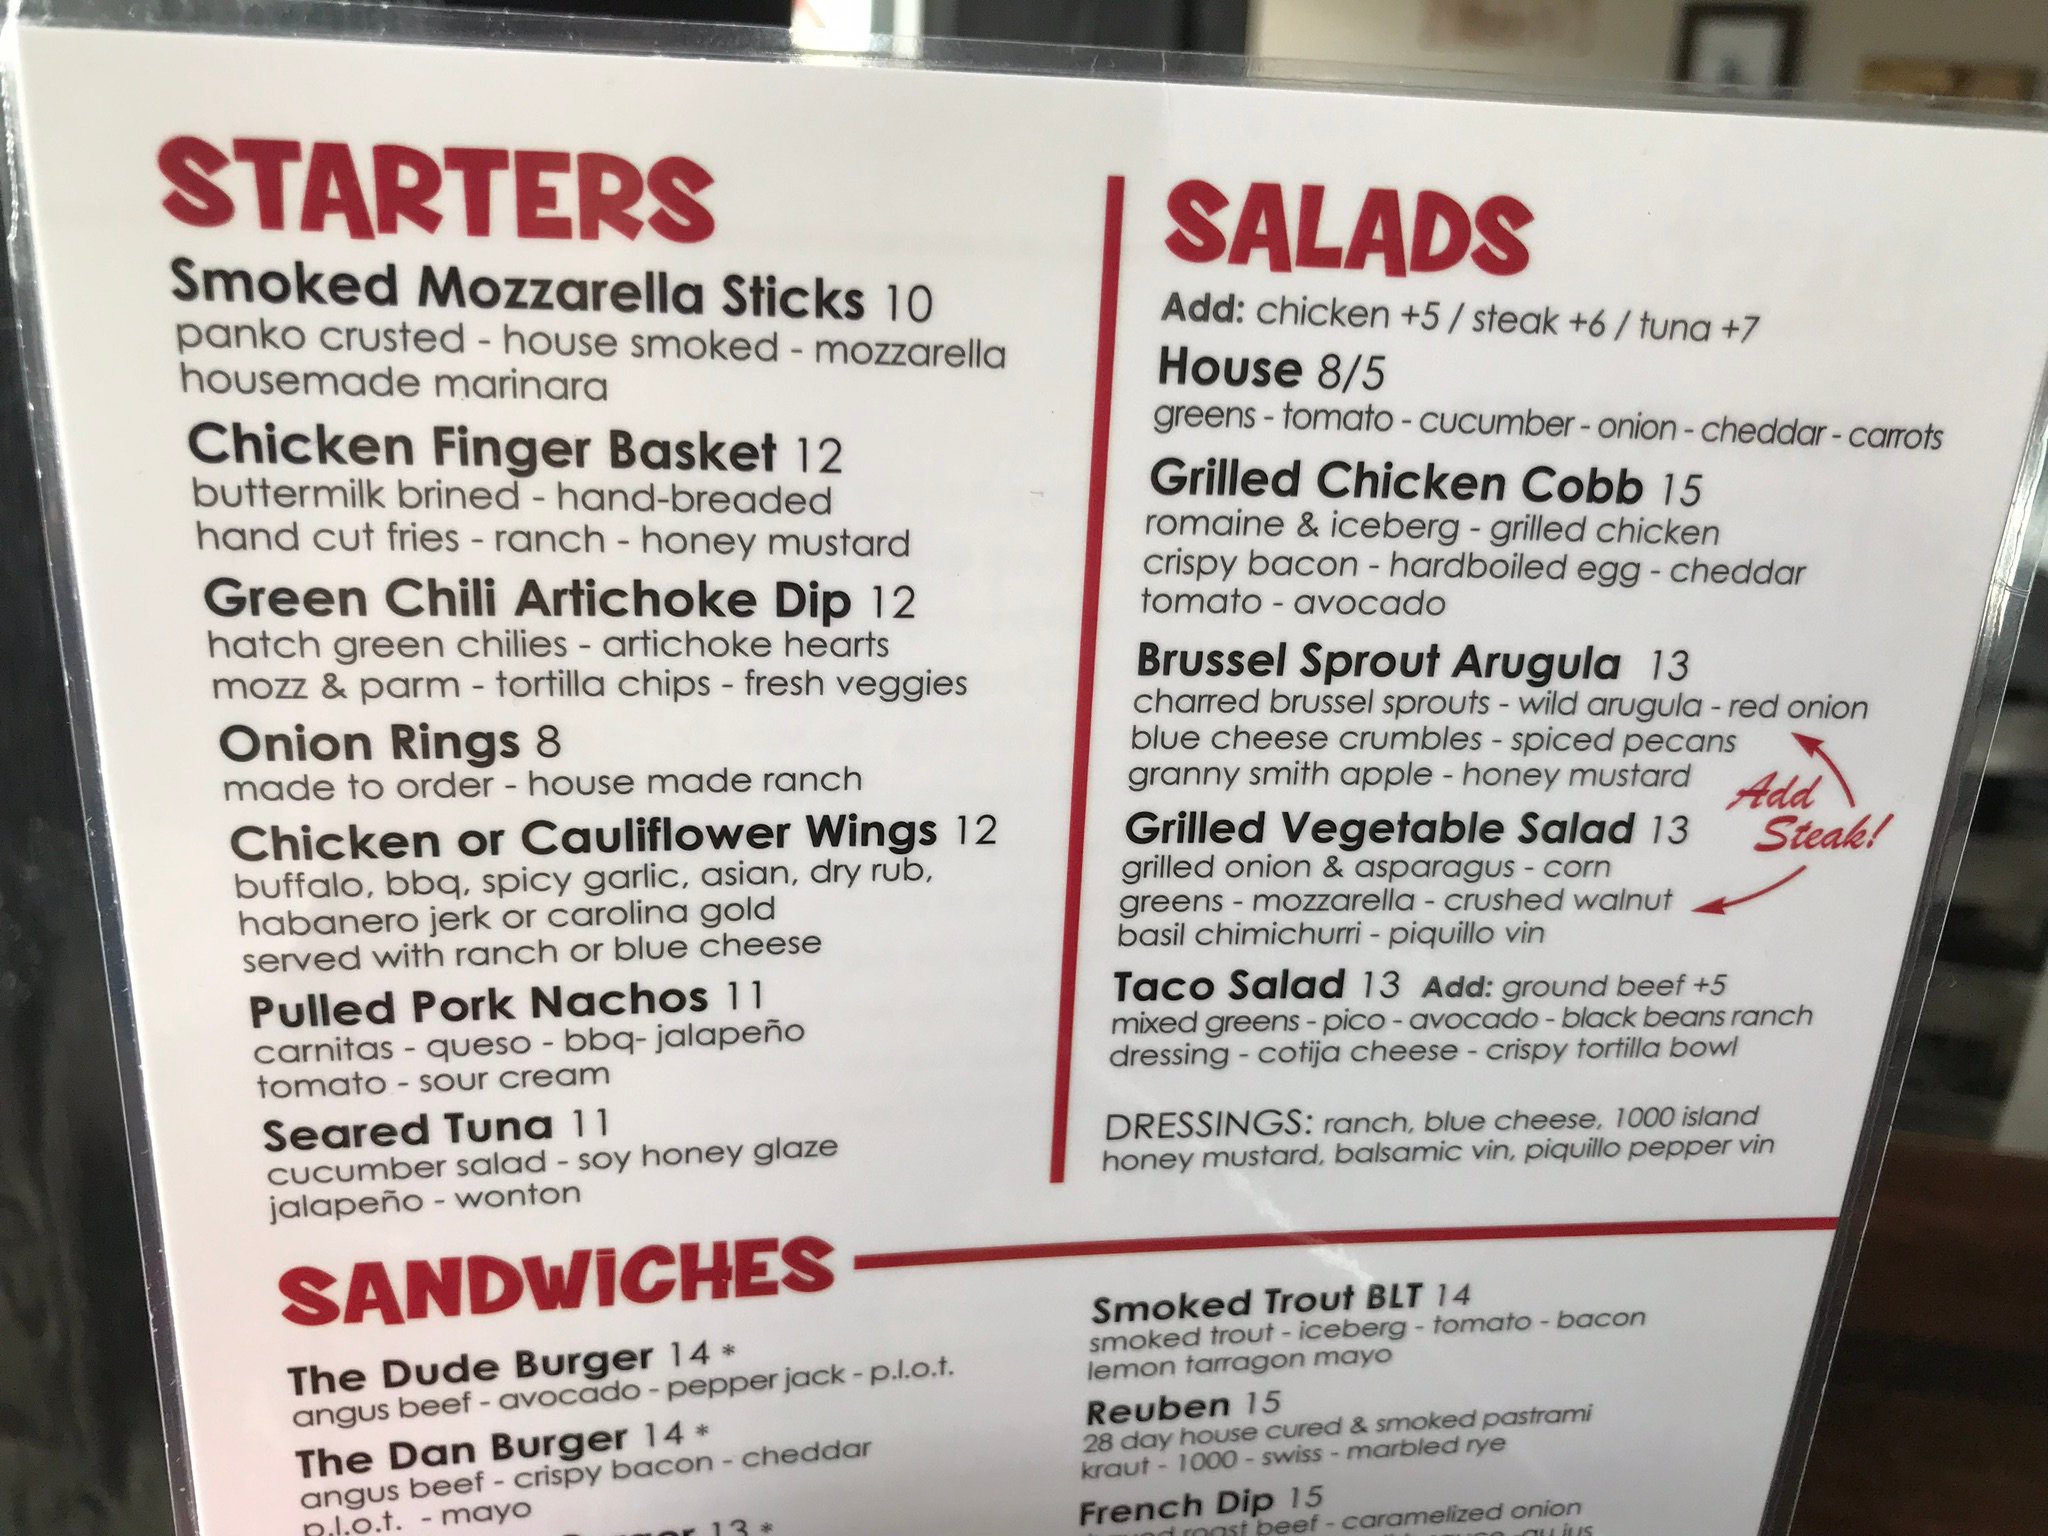 STARTERS
Smoked Mozzarella Sticks 10
panko crusted - house smoked - mozzarella
housemade marinara
Chicken Finger Basket 12
buttermilk brined - hand-breaded
hand cut fries - ranch - honey mustard
Green Chili Artichoke Dip 12
hatch green chilies - artichoke hearts
mozz & parm - tortilla chips - fresh veggies
Onion Rings 8
made to order - house made ranch
Chicken or Cauliflower Wings 12
buffalo, bbq, spicy garlic, asian, dry rub,
habanero jerk or carolina gold
served with ranch or blue cheese
Pulled Pork Nachos 11
carnitas - queso - bbq- jalapeño
tomato - sour cream
Seared Tuna 11
cucumber salad - soy honey glaze
jalapeño - wonton
SALADS
Add: chicken +5 / steak +6 / tuna +7
House 8/5
greens - tomato - cucumber - onion - cheddar - carrots
Grilled Chicken Cobb 15
romaine & iceberg - grilled chicken
crispy bacon - hardboiled egg - cheddar
tomato - avocado
Brussel Sprout Arugula 13
charred brussel sprouts - wild arugula - red onion
blue cheese crumbles - spiced pecans
granny smith apple - honey mustard
Add
Steak!
Grilled Vegetable Salad 13
grilled onion & asparagus - corn
greens - mozzarella - crushed walnut
basil chimichurri - piquillo vin
Taco Salad 13 Add: ground beef +5
mixed greens - pico - avocado - black beans ranch
dressing - cotija cheese - crispy tortilla bowl
DRESSINGS: ranch, blue cheese, 1000 island
honey mustard, balsamic vin, piquillo pepper vin
SANDWICHES
The Dude Burger 14 *
angus beef - avocado - pepper jack - p.l.o.t.
The Dan Burger 14 *
angus beef - crispy bacon - cheddar
p.l.o.t. - mayo
13 *
Smoked Trout BLT 14
smoked trout - iceberg - tomato - bacon
lemon tarragon mayo
Reuben 15
28 day house cured & smoked pastrami
kraut - 1000 - swiss - marbled rye
French Dip 15
roast beef - caramelized onion
au jus